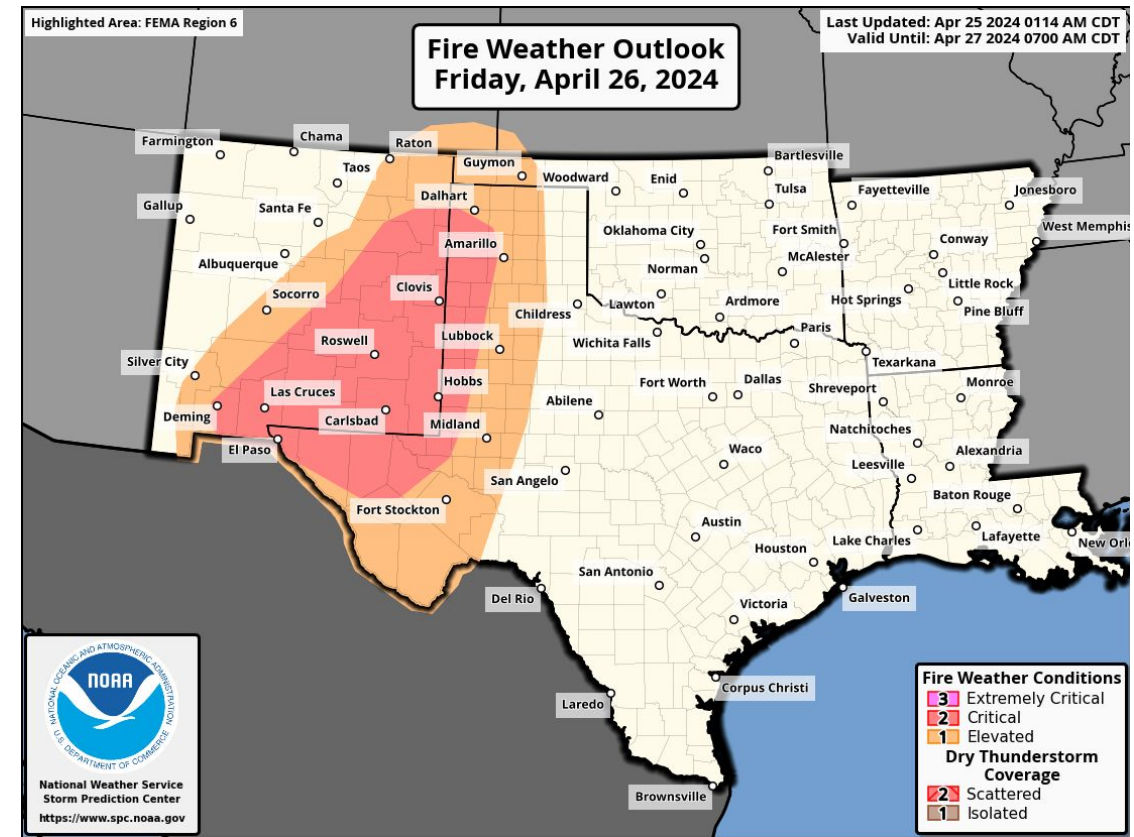 Highlighted Area: FEMA Region 6
Fire Weather Outlook
Friday, April 26, 2024
Last Updated: Apr 25 2024 0114 AM CDT
Valid Until: Apr 27 2024 0700 AM CDT
Farmington
Chama
Raton
Taos
Guymon
Woodward
Enid
Bartlesville
Tulsa
Fayetteville
Jonesboro
Gallup
Santa Fe
Dalhart
Amarillo
Oklahoma City
Fort Smith
West Memphis
Albuquerque
Norman
McAlester
Conway
Socorro
Clovis
Childress
Lawton
Ardmore
Hot Springs
Little Rock
Pine Bluff
Roswell
Lubbock
Wichita Falls
Paris
Silver City
Texarkana
Las Cruces
Hobbs
Fort Worth
Dallas
Shreveport
Monroe
Deming
Carlsbad
Midland
Abilene
Natchitoches
El Paso
Waco
Alexandria
Leesville
San Angelo
Fort Stockton
Baton Rouge
Austin
Lake Charles
Lafayette
New Orl
Houston
San Antonio
Del Rio
Galveston
Victoria
Laredo
Corpus Christi
Brownsville
NATIONAL OCEANIC AND ATMOSPHERIC ADMINISTRATION
NOAA
U.S. DEPARTMENT OF COMMERCE
National Weather Service
Storm Prediction Center
https://www.spc.noaa.gov
Fire Weather Conditions
3 Extremely Critical
2 Critical
1 Elevated
Dry Thunderstorm
Coverage
2 Scattered
1 Isolated